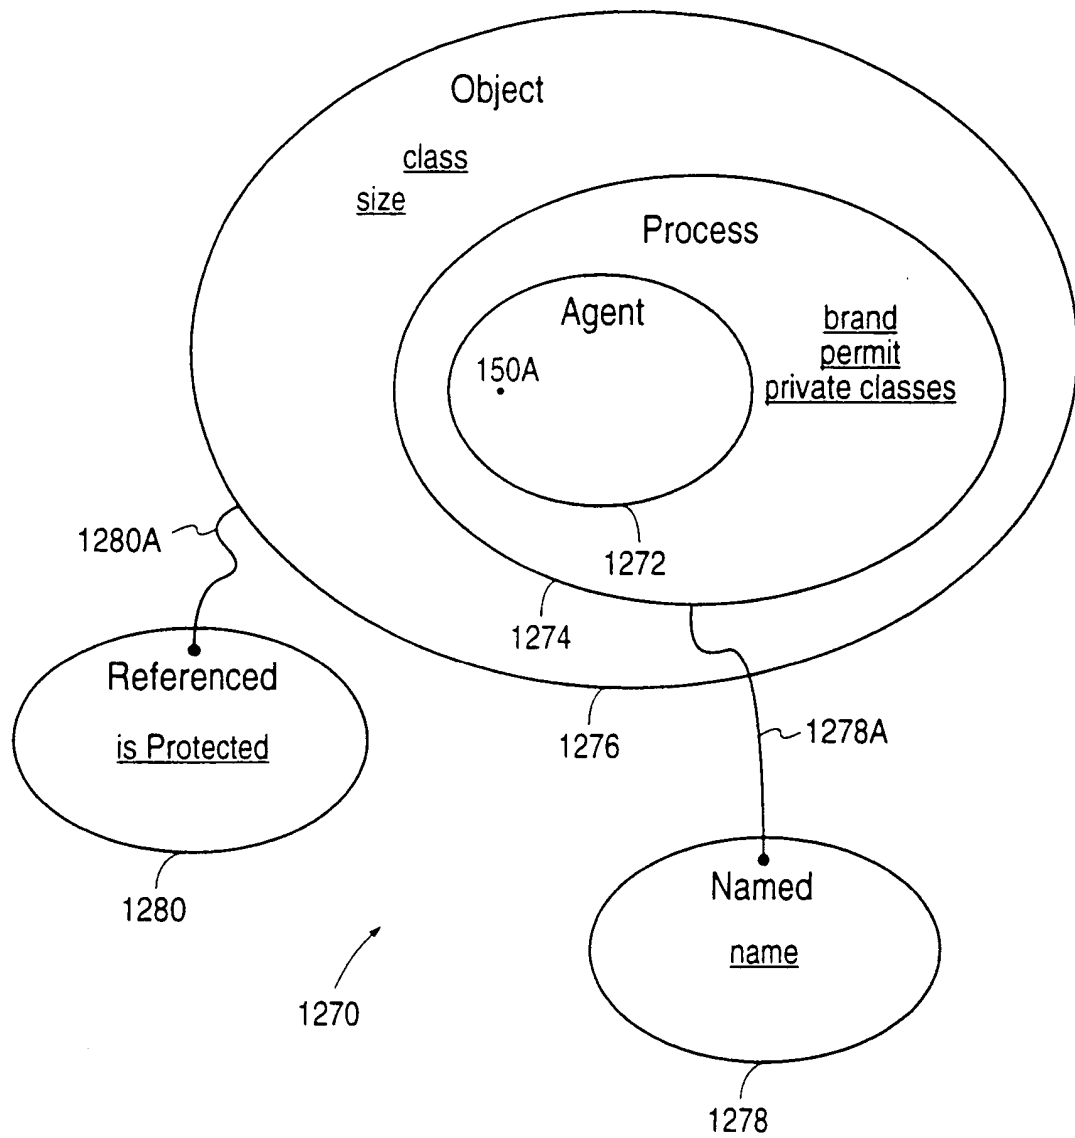 Object
class
size
Process
Agent
150A
brand
permit
private classes
1280A
1272
1274
Referenced
is Protected
1276
1278A
1280
Named
name
1270
1278